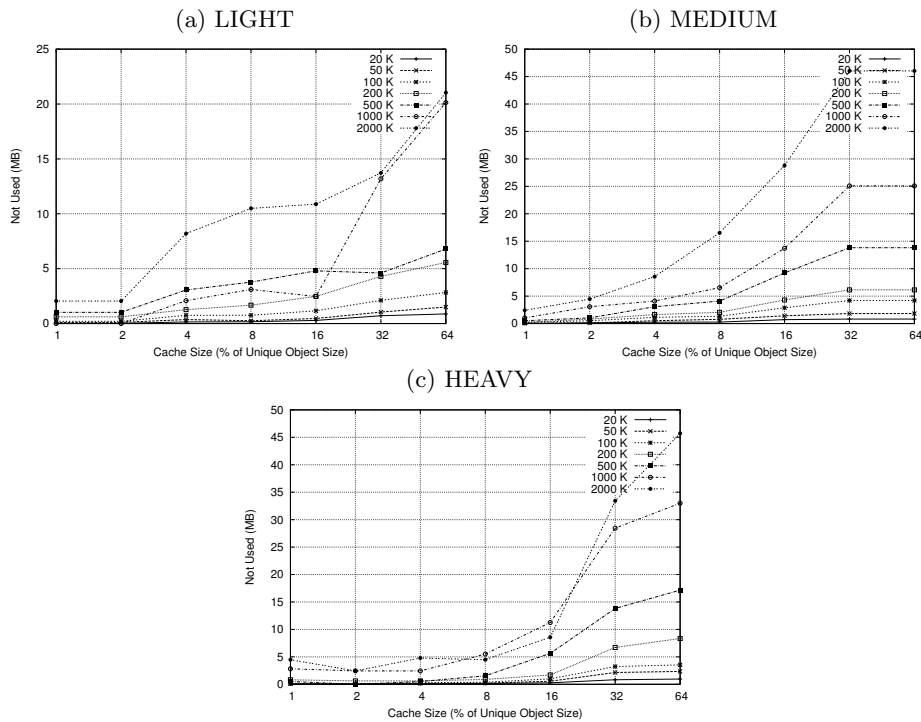 (a) LIGHT
25
20
15
10
5
0
Not Used (MB)
20 K
50 K
100 K
200 K
500 K
1000 K
2000 K
1 2 4 8 16 32 64
Cache Size (% of Unique Object Size)
(b) MEDIUM
50
45
40
35
30
25
20
15
10
5
0
Not Used (MB)
20 K
50 K
100 K
200 K
500 K
1000 K
2000 K
1 2 4 8 16 32 64
Cache Size (% of Unique Object Size)
(c) HEAVY
50
45
40
35
30
25
20
15
10
5
0
Not Used (MB)
20 K
50 K
100 K
200 K
500 K
1000 K
2000 K
1 2 4 8 16 32 64
Cache Size (% of Unique Object Size)